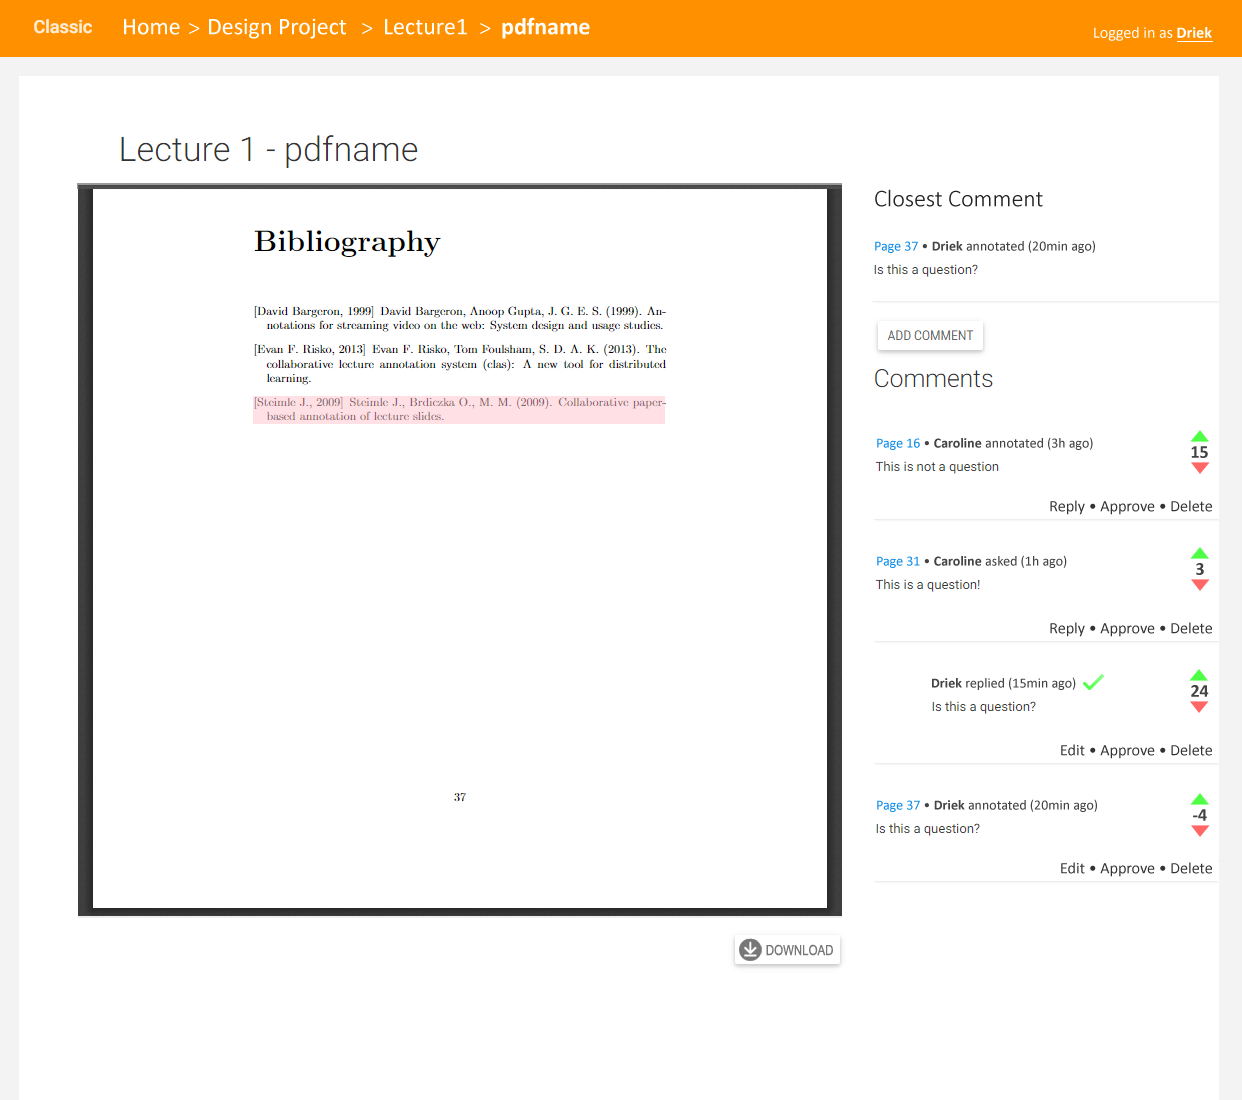 Classic Home > Design Project > Lecture1 > pdfname
Logged in as Driek
Lecture 1 - pdfname
Bibliography
[David Bargeron, 1999] David Bargeron, Anoop Gupta, J. G. E. S. (1999). An-
notations for streaming video on the web: System design and usage studies.
[Evan F. Risko, 2013] Evan F. Risko, Tom Foulsham, S. D. A. K. (2013). The
collaborative lecture annotation system (clas): A new tool for distributed
learning.
[Steimle J., 2009] Steimle J., Brdiczka O., M. M. (2009). Collaborative paper-
based annotation of lecture slides.
37
DOWNLOAD
Closest Comment
Page 37 • Driek annotated (20min ago)
Is this a question?
ADD COMMENT
Comments
Page 16 • Caroline annotated (3h ago)
This is not a question
15
Reply • Approve • Delete
Page 31 • Caroline asked (1h ago)
This is a question!
3
Reply • Approve • Delete
Driek replied (15min ago)
Is this a question?
24
Edit • Approve • Delete
Page 37 • Driek annotated (20min ago)
Is this a question?
-4
Edit • Approve • Delete